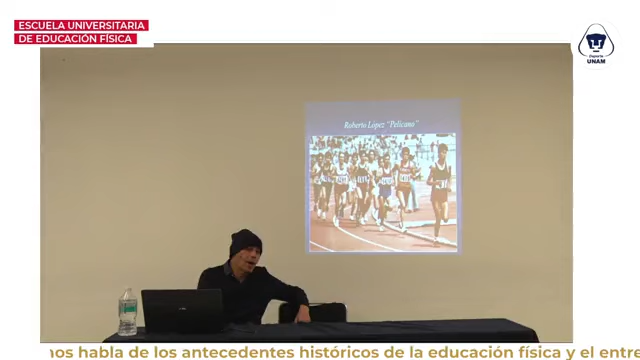 ESCUELA UNIVERSITARIA
DE EDUCACIÓN FÍSICA
Deporte
UNAM
Roberto López "Pelícano"
nos habla de los antecedentes históricos de la educación física y el entre